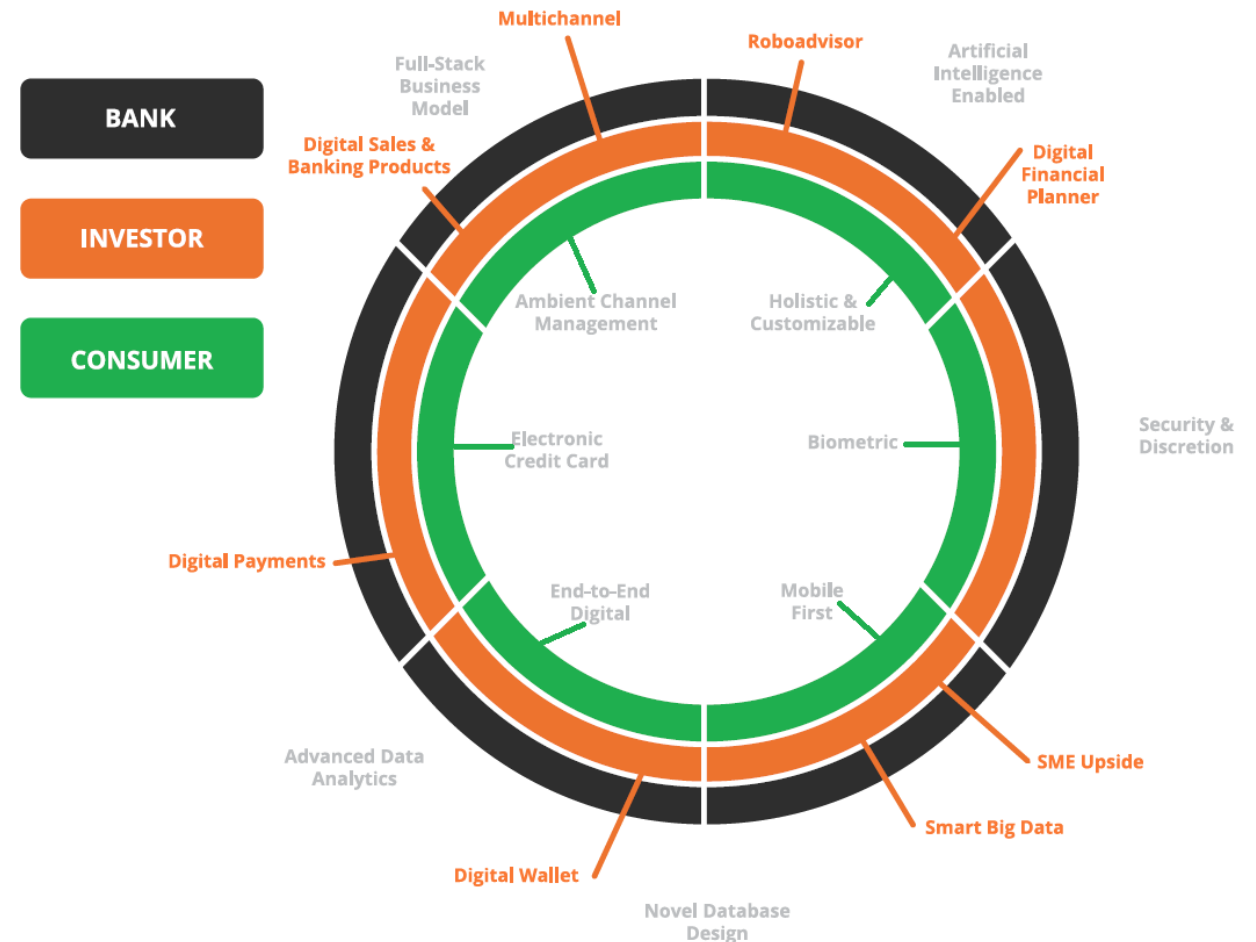 BANK
INVESTOR
CONSUMER
Multichannel
Full-Stack
Business
Model
Digital Sales &
Banking Products
Roboadvisor
Artificial
Intelligence
Enabled
Digital
Financial
Planner
Ambient Channel
Management
Holistic &
Customizable
Electronic
Credit Card
Biometric
Security &
Discretion
Digital Payments
End-to-End
Digital
Mobile
First
Advanced Data
Analytics
SME Upside
Smart Big Data
Digital Wallet
Novel Database
Design